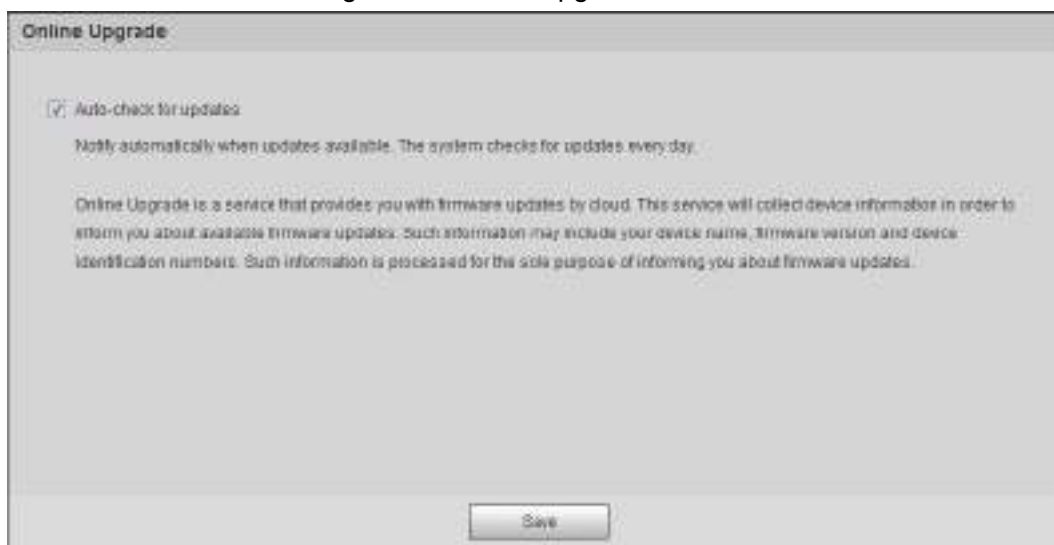 Online Upgrade
Auto-check for updates
Notify automatically when updates available. The system checks for updates every day.
Online Upgrade is a service that provides you with firmware updates by cloud. This service will collect device information in order to
inform you about available firmware updates. Such information may include your device name, firmware version and device
identification numbers. Such information is processed for the sole purpose of informing you about firmware updates.
Save